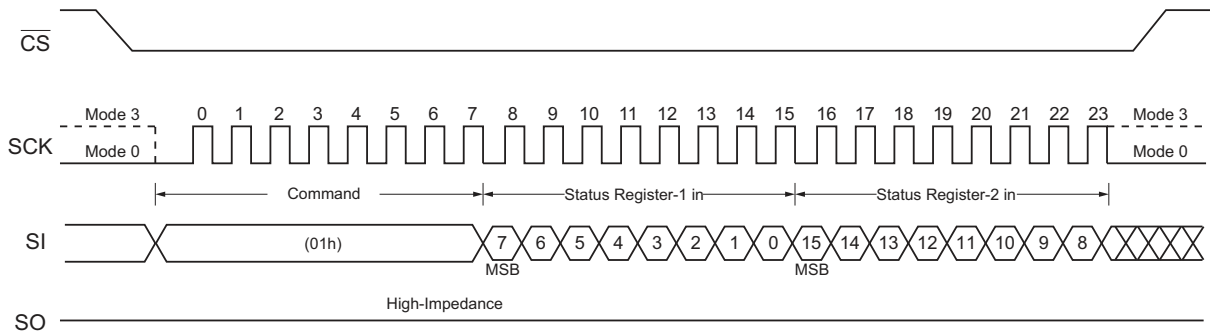 CS
Mode 3 0 1 2 3 4 5 6 7 8 9 10 11 12 13 14 15 16 17 18 19 20 21 22 23 Mode 3
SCK
Mode 0 Mode 0
Command Status Register-1 in Status Register-2 in
SI (01h) 7 6 5 4 3 2 1 0 15 14 13 12 11 10 9 8
MSB MSB
High-Impedance
SO